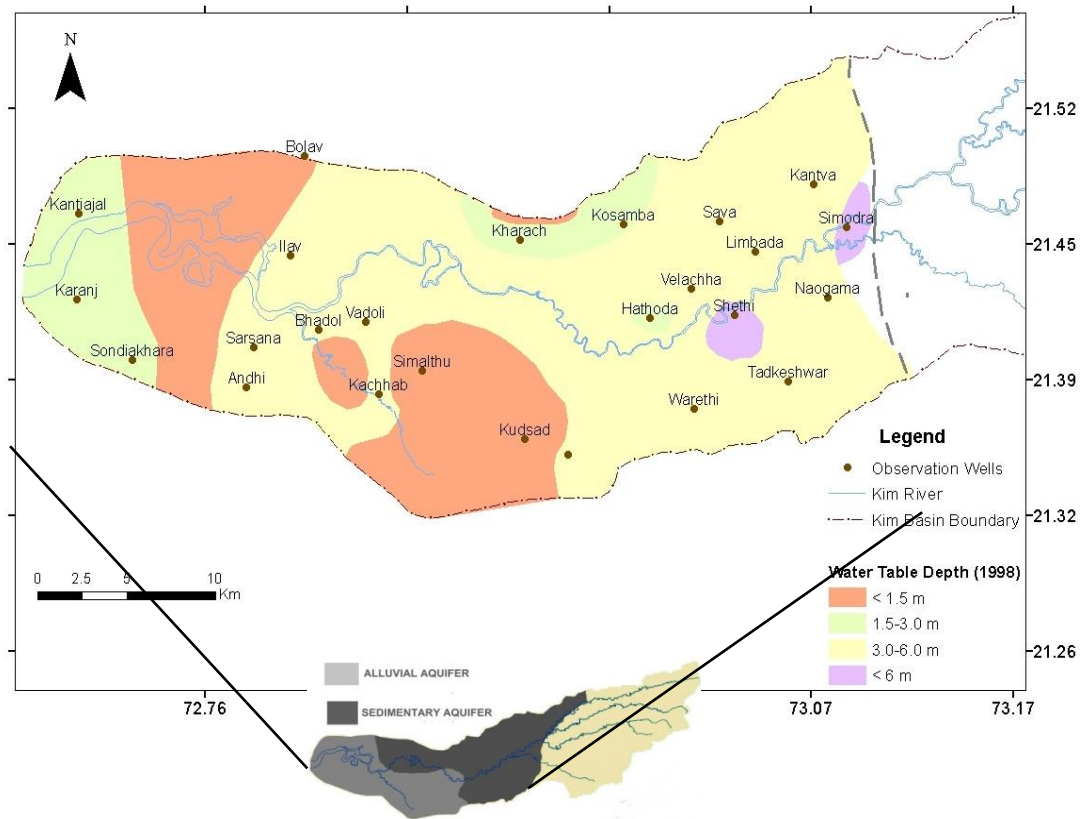 N
21.52
Bolav
Kantva
Kantiajal
Kosamba
Sava
Simodra
Kharach
Limbada
21.45
Ilav
Velachha
Naogama
Karanj
Hathoda
Shethi
Vadoli
Bhadol
Sarsana
Sondiakhara
Simalthu
Tadkeshwar
21.39
Andhi
Kachhab
Warethi
Kudsad
Legend
Observation Wells
Kim River
Kim Basin Boundary
21.32
0 2.5 5 10
Km
Water Table Depth (1998)
< 1.5 m
1.5-3.0 m
3.0-6.0 m
< 6 m
21.26
ALLUVIAL AQUIFER
SEDIMENTARY AQUIFER
72.76 73.07 73.17